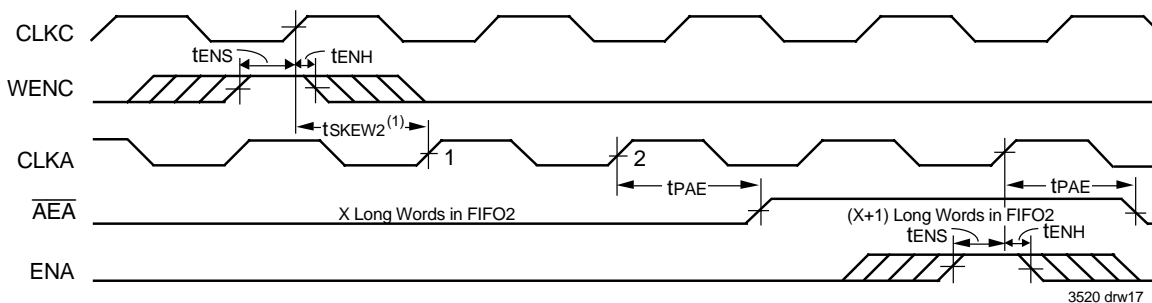 CLKC
tENS
tENH
WENC
tSKEW2 (1)
CLKA
1
2
tPAE
tPAE
AEA
X Long Words in FIFO2
(X+1) Long Words in FIFO2
tENS
tENH
ENA
3520 drw17